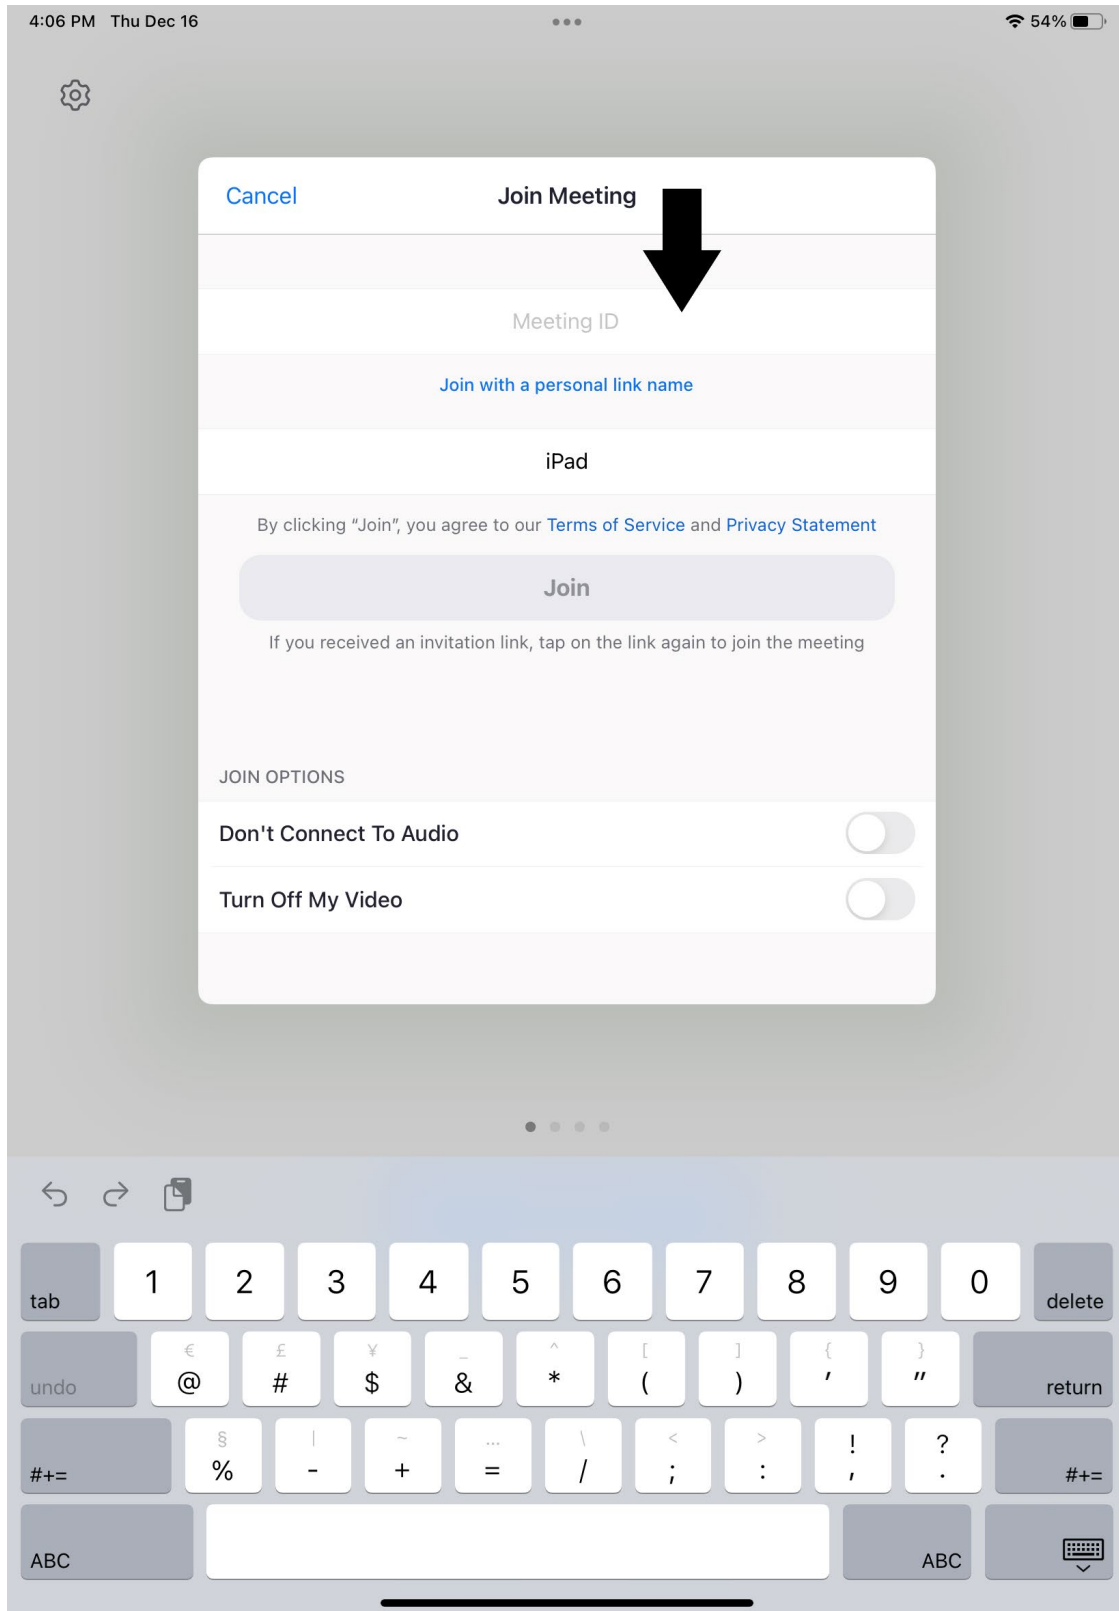 4:06 PM Thu Dec 16
54%
Cancel
Join Meeting
Meeting ID
Join with a personal link name
iPad
By clicking “Join”, you agree to our Terms of Service and Privacy Statement
Join
If you received an invitation link, tap on the link again to join the meeting
JOIN OPTIONS
Don't Connect To Audio
Turn Off My Video
tab 1 2 3 4 5 6 7 8 9 0 delete
€ £ ¥ _ ^ [ ] { }
undo @ # $ & * ( ) ' " return
§ | ~ … \ < > ! ?
#+= % - + = / ; : , . #+=
ABC ABC